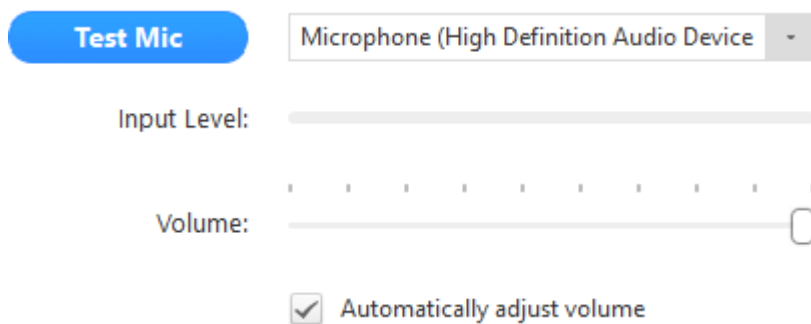 Test Mic Microphone (High Definition Audio Device
Input Level:
Volume:
Automatically adjust volume